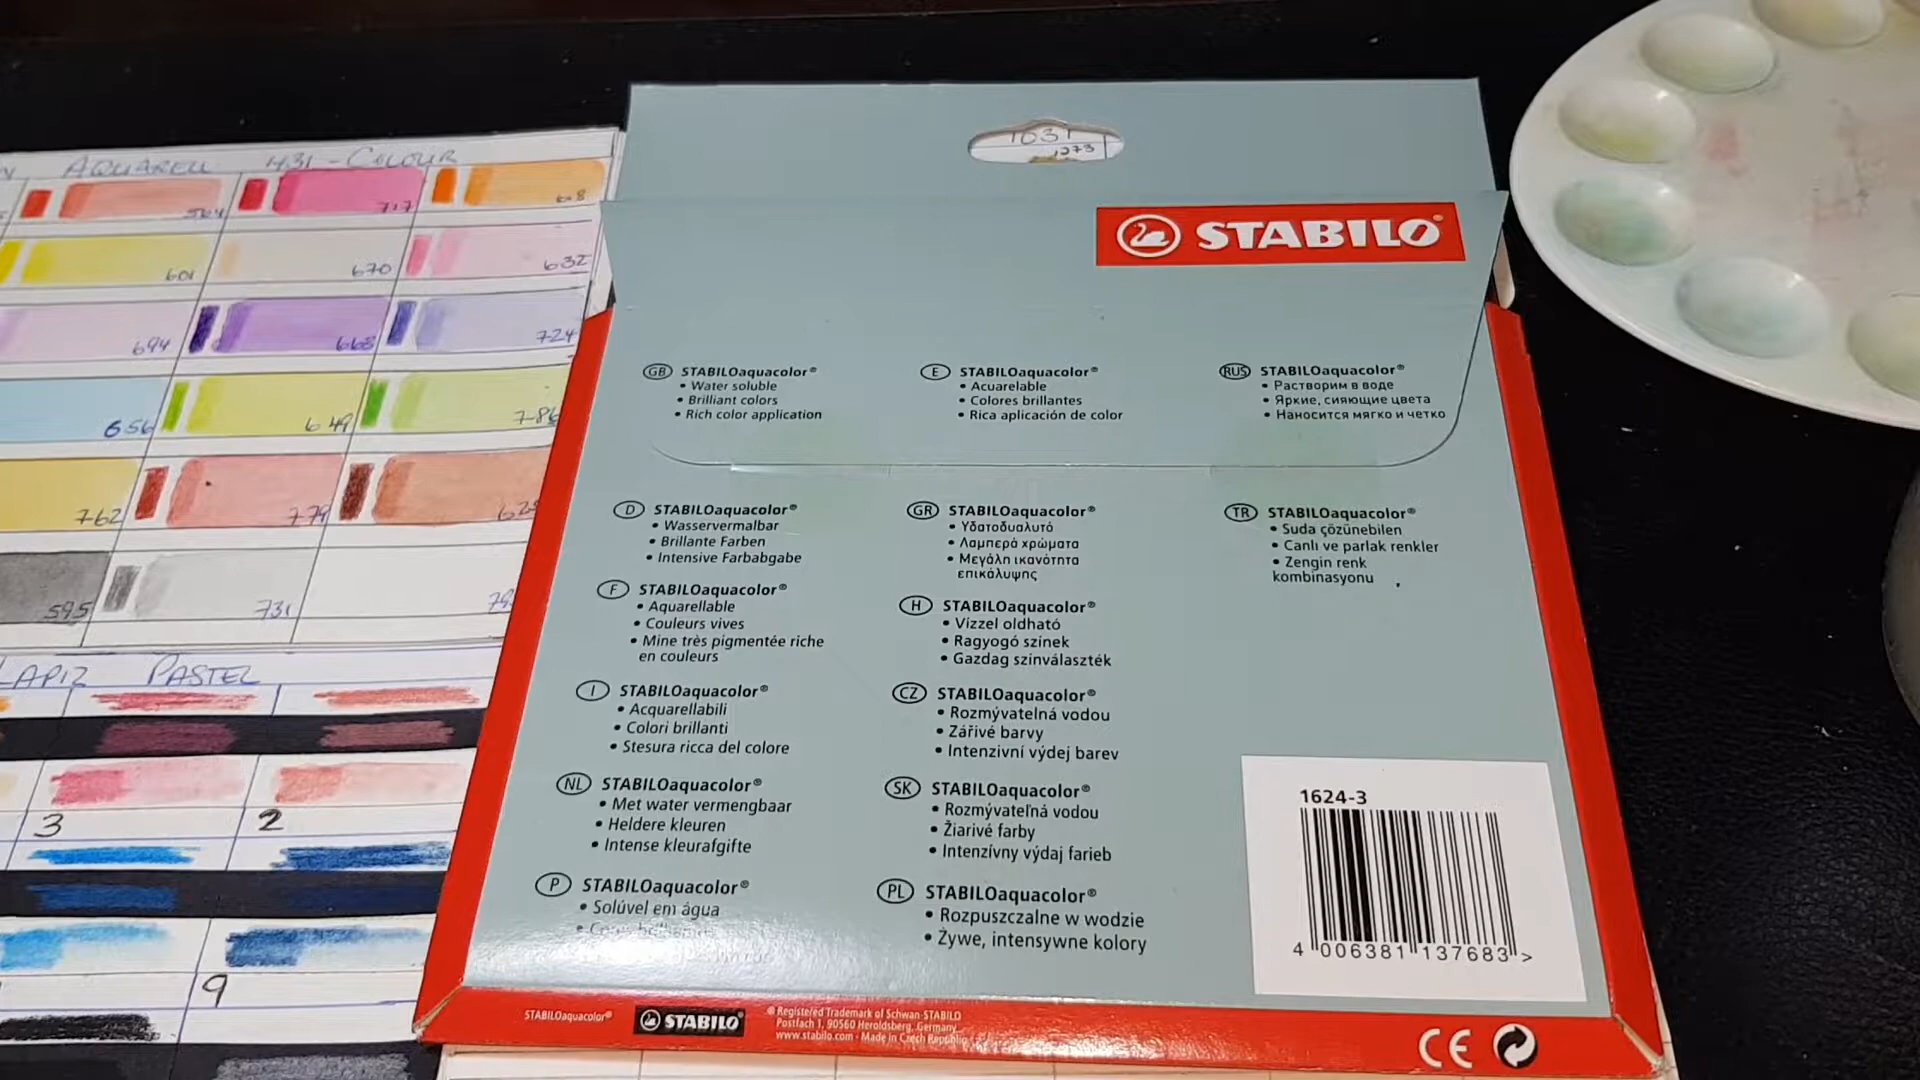 AQUARELL 1431 - COLOUR
564
717
601
670
632
694
668
724
656
649
786
762
779
595
731
LAPIZ PASTEL
3
2
9
1031
1273
STABILO
GB STABILOaquacolor®
• Water soluble
• Brilliant colors
• Rich color application
E STABILOaquacolor®
• Acuarelable
• Colores brillantes
• Rica aplicación de color
RUS STABILOaquacolor®
• Растворим в воде
• Яркие, сияющие цвета
• Наносится мягко и четко
D STABILOaquacolor®
• Wasservermalbar
• Brillante Farben
• Intensive Farbabgabe
F STABILOaquacolor®
• Aquarellable
• Couleurs vives
• Mine très pigmentée riche
en couleurs
I STABILOaquacolor®
• Acquarellabili
• Colori brillanti
• Stesura ricca del colore
NL STABILOaquacolor®
• Met water vermengbaar
• Heldere kleuren
• Intense kleurafgifte
P STABILOaquacolor®
• Solúvel em água
GR STABILOaquacolor®
• Υδατοδυαλυτό
• Λαμπερά χρώματα
• Μεγάλη ικανότητα
επικάλυψης
H STABILOaquacolor®
• Vízzel oldható
• Ragyogó színek
• Gazdag színválaszték
CZ STABILOaquacolor®
• Rozmývatelná vodou
• Zářivé barvy
• Intenzivní výdej barev
SK STABILOaquacolor®
• Rozmývateľná vodou
• Žiarivé farby
• Intenzívny výdaj farieb
PL STABILOaquacolor®
• Rozpuszczalne w wodzie
• Żywe, intensywne kolory
TR STABILOaquacolor®
• Suda çözünebilen
• Canlı ve parlak renkler
• Zengin renk
kombinasyonu
1624-3
4 006381 137683 >
STABILOaquacolor®
STABILO
® Registered Trademark of Schwan-STABILO
Postfach 1, 90560 Heroldsberg, Germany
www.stabilo.com - Made in Czech Republic
CE